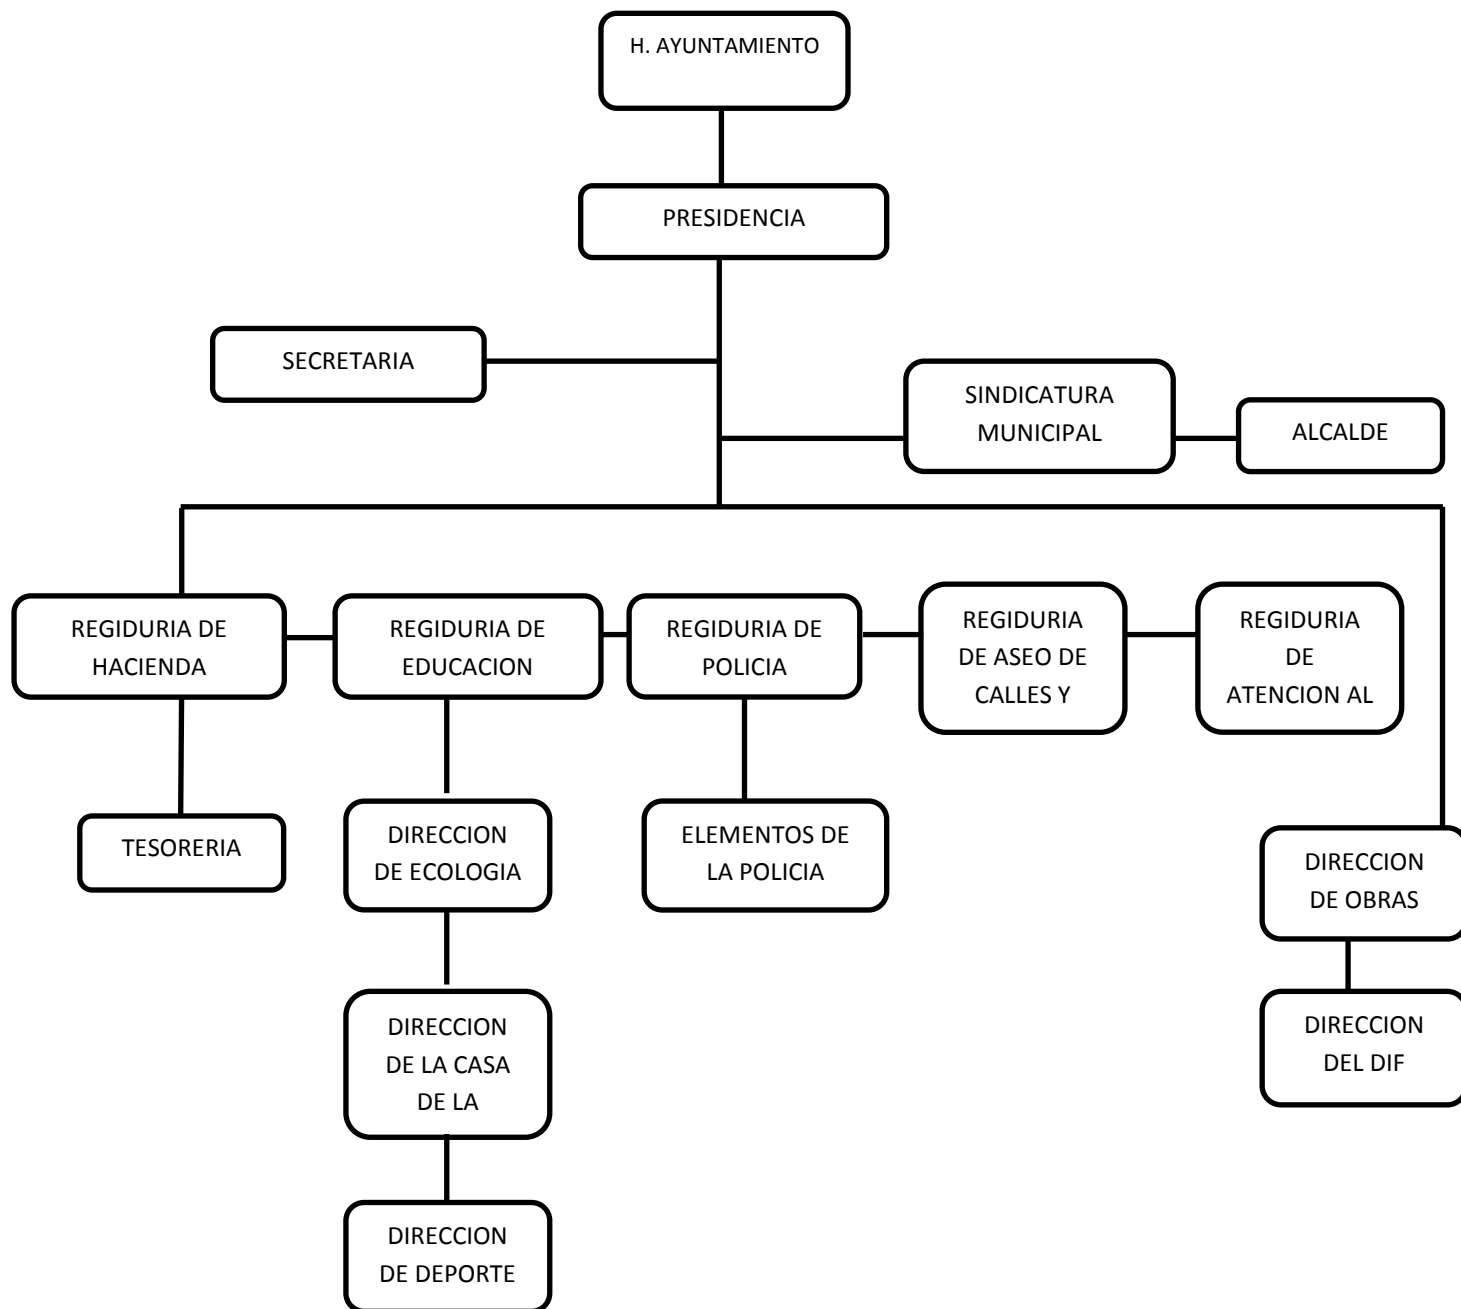 H. AYUNTAMIENTO
PRESIDENCIA
SECRETARIA
SINDICATURA
MUNICIPAL
ALCALDE
REGIDURIA DE
HACIENDA
REGIDURIA DE
EDUCACION
REGIDURIA DE
POLICIA
REGIDURIA
DE ASEO DE
CALLES Y
REGIDURIA
DE
ATENCION AL
TESORERIA
DIRECCION
DE ECOLOGIA
ELEMENTOS DE
LA POLICIA
DIRECCION
DE OBRAS
DIRECCION
DE LA CASA
DE LA
DIRECCION
DEL DIF
DIRECCION
DE DEPORTE